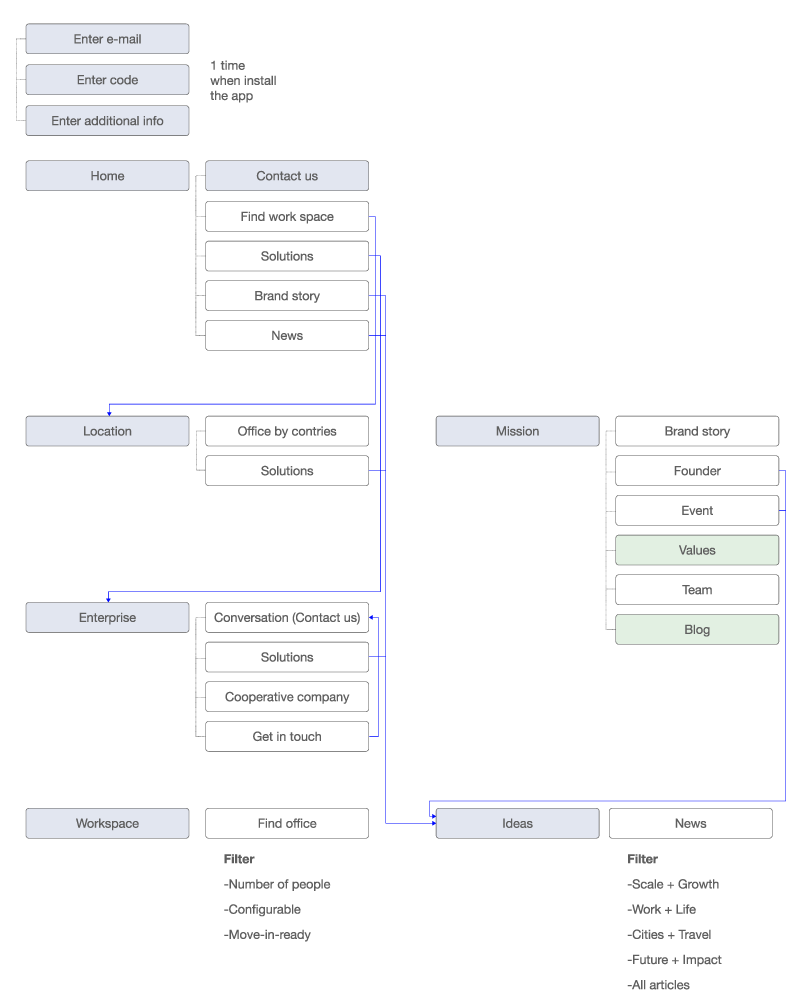 Enter e-mail
Enter code
Enter additional info
1 time
when install
the app
Home
Contact us
Find work space
Solutions
Brand story
News
Location
Office by contries
Solutions
Mission
Brand story
Founder
Event
Values
Team
Blog
Enterprise
Conversation (Contact us)
Solutions
Cooperative company
Get in touch
Workspace
Find office
Filter
-Number of people
-Configurable
-Move-in-ready
Ideas
News
Filter
-Scale + Growth
-Work + Life
-Cities + Travel
-Future + Impact
-All articles